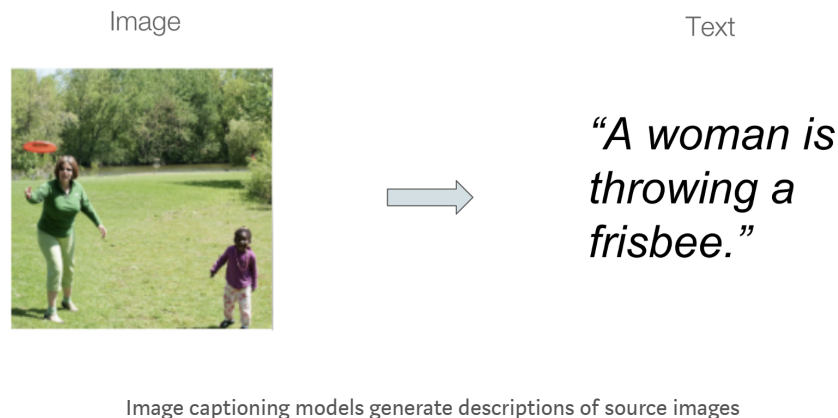 Image
Text
“A woman is
throwing a
frisbee.”
Image captioning models generate descriptions of source images